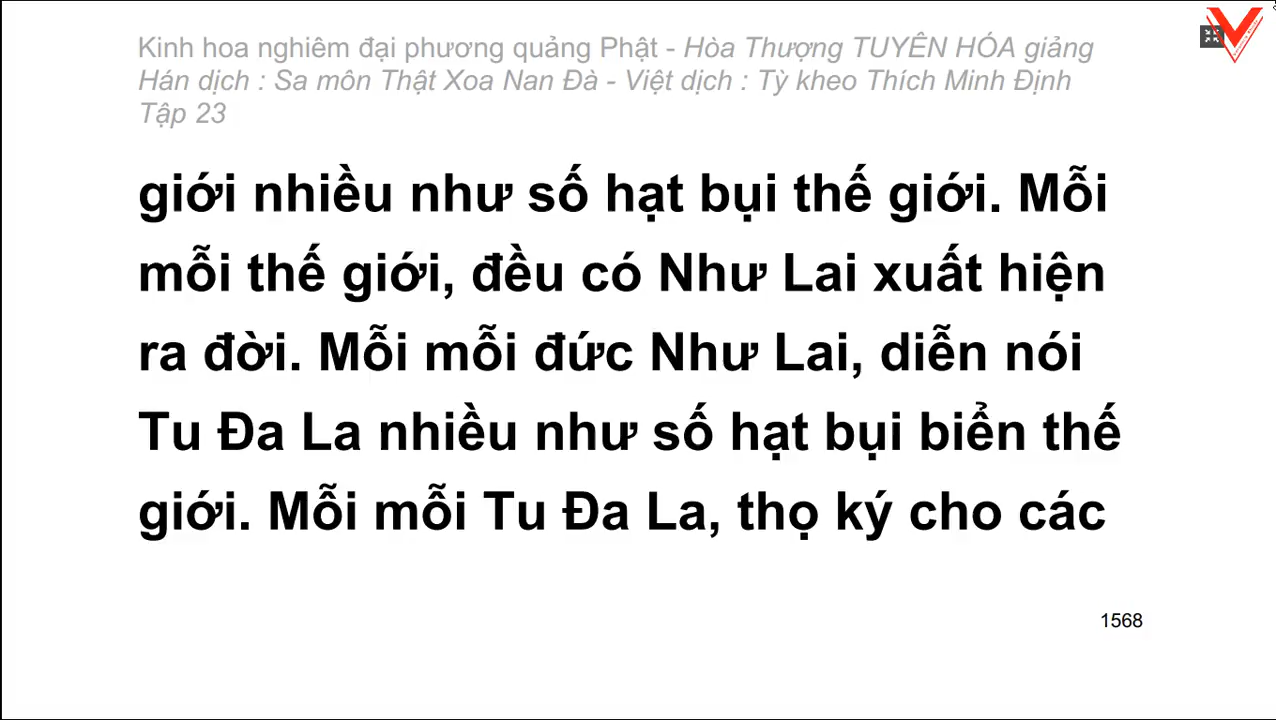 Kinh hoa nghiêm đại phương quảng Phật - Hòa Thượng TUYÊN HÓA giảng
Hán dịch : Sa môn Thật Xoa Nan Đà - Việt dịch : Tỳ kheo Thích Minh Định
Tập 23
giới nhiều như số hạt bụi thế giới. Mỗi
mỗi thế giới, đều có Như Lai xuất hiện
ra đời. Mỗi mỗi đức Như Lai, diễn nói
Tu Đa La nhiều như số hạt bụi biển thế
giới. Mỗi mỗi Tu Đa La, thọ ký cho các
1568